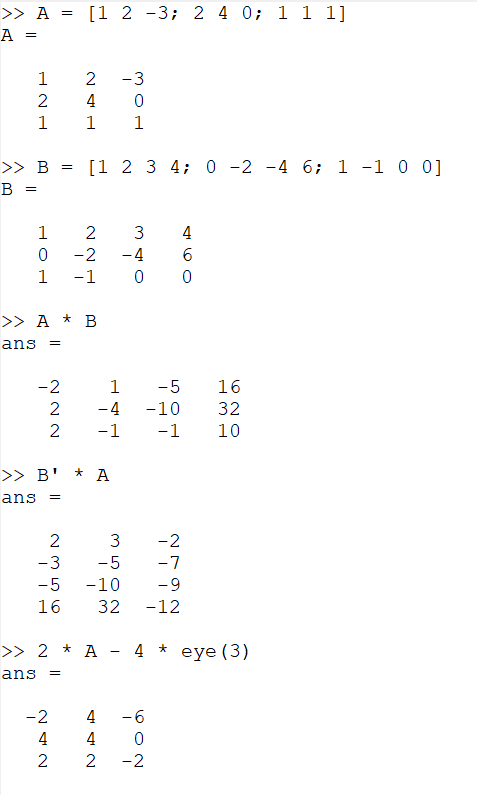 >> A = [1 2 -3; 2 4 0; 1 1 1]
A =
1 2 -3
2 4 0
1 1 1
>> B = [1 2 3 4; 0 -2 -4 6; 1 -1 0 0]
B =
1 2 3 4
0 -2 -4 6
1 -1 0 0
>> A * B
ans =
-2 1 -5 16
2 -4 -10 32
2 -1 -1 10
>> B' * A
ans =
2 3 -2
-3 -5 -7
-5 -10 -9
16 32 -12
>> 2 * A - 4 * eye(3)
ans =
-2 4 -6
4 4 0
2 2 -2